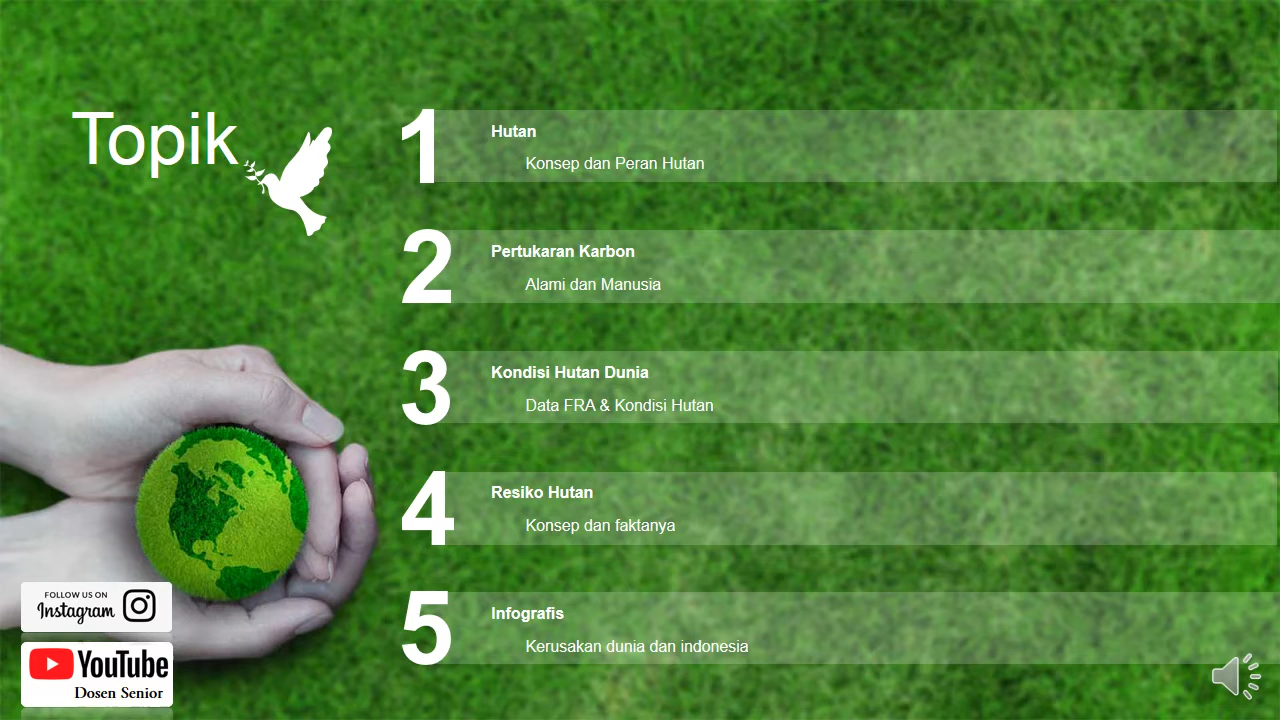 Topik
1
Hutan
Konsep dan Peran Hutan
2
Pertukaran Karbon
Alami dan Manusia
3
Kondisi Hutan Dunia
Data FRA & Kondisi Hutan
4
Resiko Hutan
Konsep dan faktanya
5
Infografis
Kerusakan dunia dan indonesia
FOLLOW US ON
Instagram
YouTube
Dosen Senior